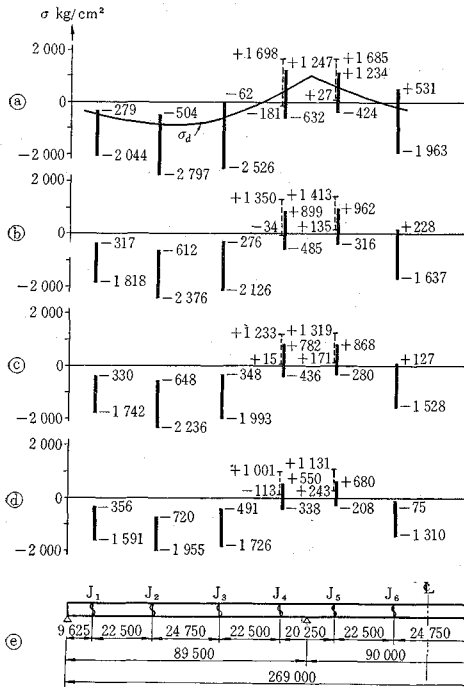 σ kg/cm²
2 000
+1 698 +1 247 +1 685
-62 +1 234
ⓐ 0 -279 -504 -181 +27 +531
σd -632 -424
-2 000 -2 044 -2 797 -2 526 -1 963
2 000
+1 350 +1 413
+899 +962
ⓑ 0 -317 -612 -276 -34 +135 +228
-485 -316
-2 000 -1 818 -2 376 -2 126 -1 637
2 000
+1 233 +1 319
+782 +868
ⓒ 0 -330 -648 -348 +15 +171 +127
-436 -280
-2 000 -1 742 -2 236 -1 993 -1 528
2 000
+1 001 +1 131
+550 +680
ⓓ 0 -356 -720 -491 -113 +243 -75
-338 -208
-2 000 -1 591 -1 955 -1 726 -1 310
J₁ J₂ J₃ J₄ J₅ J₆ ℄
ⓔ 9 625 22 500 24 750 22 500 20 250 22 500 24 750
89 500 90 000
269 000